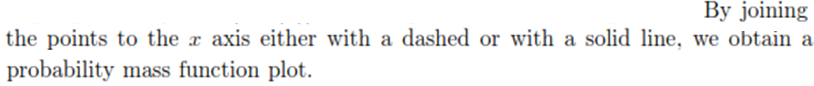 By joining
the points to the x axis either with a dashed or with a solid line, we obtain a
probability mass function plot.